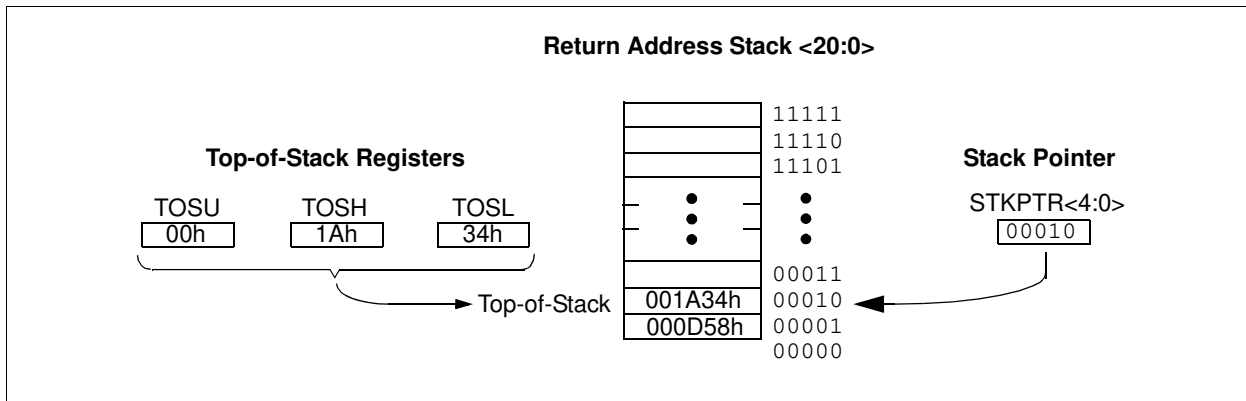 Return Address Stack <20:0>
11111
11110
11101
Top-of-Stack Registers
Stack Pointer
TOSU TOSH TOSL
00h 1Ah 34h
STKPTR<4:0>
00010
00011
Top-of-Stack 001A34h 00010
000D58h 00001
00000